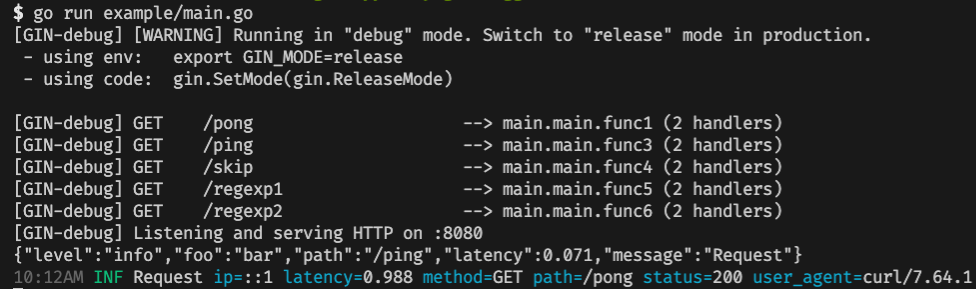 $ go run example/main.go
[GIN-debug] [WARNING] Running in "debug" mode. Switch to "release" mode in production.
 - using env:   export GIN_MODE=release
 - using code:  gin.SetMode(gin.ReleaseMode)

[GIN-debug] GET    /pong                     --> main.main.func1 (2 handlers)
[GIN-debug] GET    /ping                     --> main.main.func3 (2 handlers)
[GIN-debug] GET    /skip                     --> main.main.func4 (2 handlers)
[GIN-debug] GET    /regexp1                  --> main.main.func5 (2 handlers)
[GIN-debug] GET    /regexp2                  --> main.main.func6 (2 handlers)
[GIN-debug] Listening and serving HTTP on :8080
{"level":"info","foo":"bar","path":"/ping","latency":0.071,"message":"Request"}
10:12AM INF Request ip=::1 latency=0.988 method=GET path=/pong status=200 user_agent=curl/7.64.1